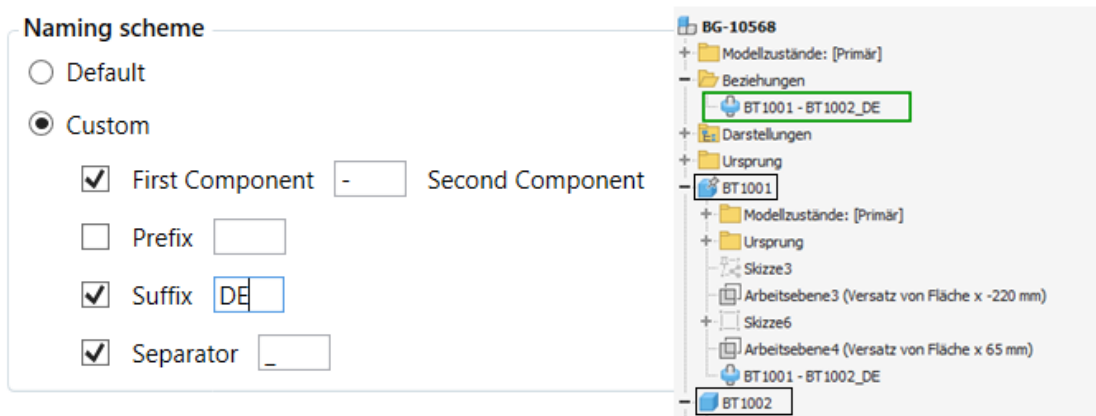 Naming scheme
Default
Custom
First Component - Second Component
Prefix
Suffix DE
Separator _
BG-10568
Modellzustände: [Primär]
Beziehungen
BT1001 - BT1002_DE
Darstellungen
Ursprung
BT1001
Modellzustände: [Primär]
Ursprung
Skizze3
Arbeitsebene3 (Versatz von Fläche x -220 mm)
Skizze6
Arbeitsebene4 (Versatz von Fläche x 65 mm)
BT1001 - BT1002_DE
BT1002